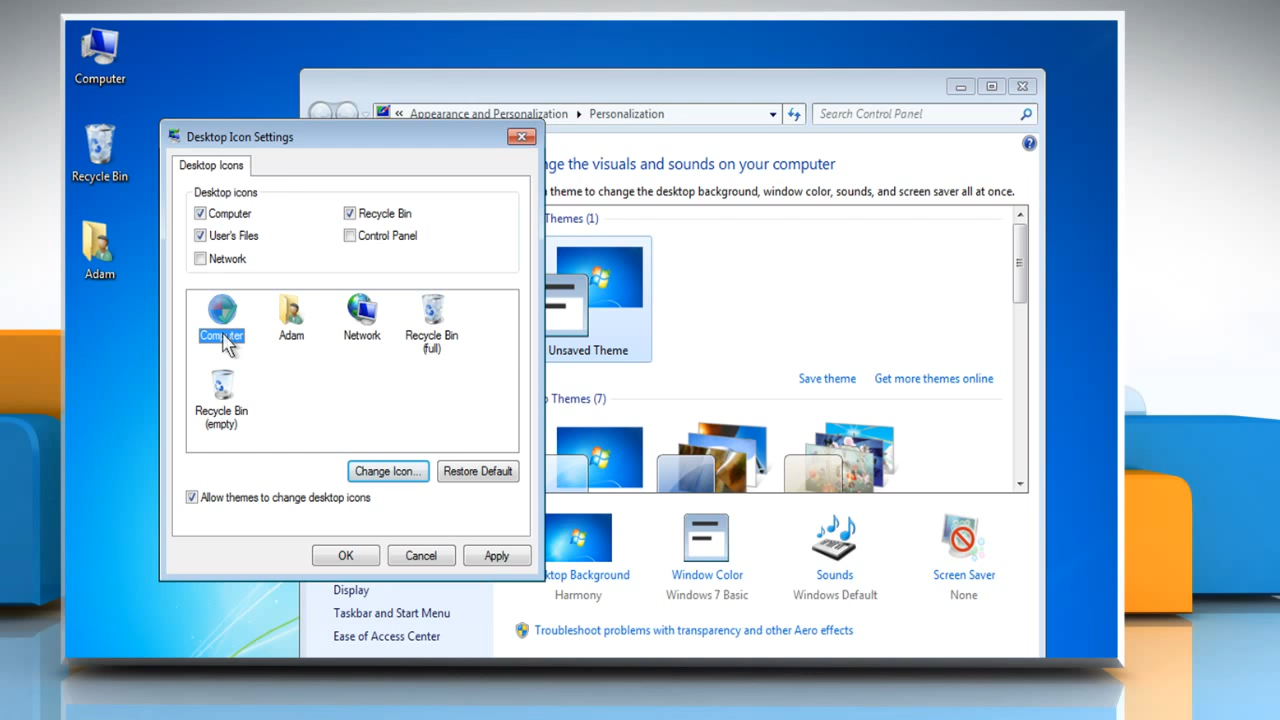 Computer
Recycle Bin
Adam
« Appearance and Personalization ▸ Personalization
Search Control Panel
Desktop Icon Settings
Desktop Icons
Desktop icons
Computer
Recycle Bin
User's Files
Control Panel
Network
Computer
Adam
Network
Recycle Bin
(full)
Recycle Bin
(empty)
Change Icon...
Restore Default
Allow themes to change desktop icons
OK
Cancel
Apply
nge the visuals and sounds on your computer
theme to change the desktop background, window color, sounds, and screen saver all at once.
Themes (1)
Unsaved Theme
Save theme
Get more themes online
Themes (7)
ktop Background
Harmony
Window Color
Windows 7 Basic
Sounds
Windows Default
Screen Saver
None
Display
Taskbar and Start Menu
Ease of Access Center
Troubleshoot problems with transparency and other Aero effects